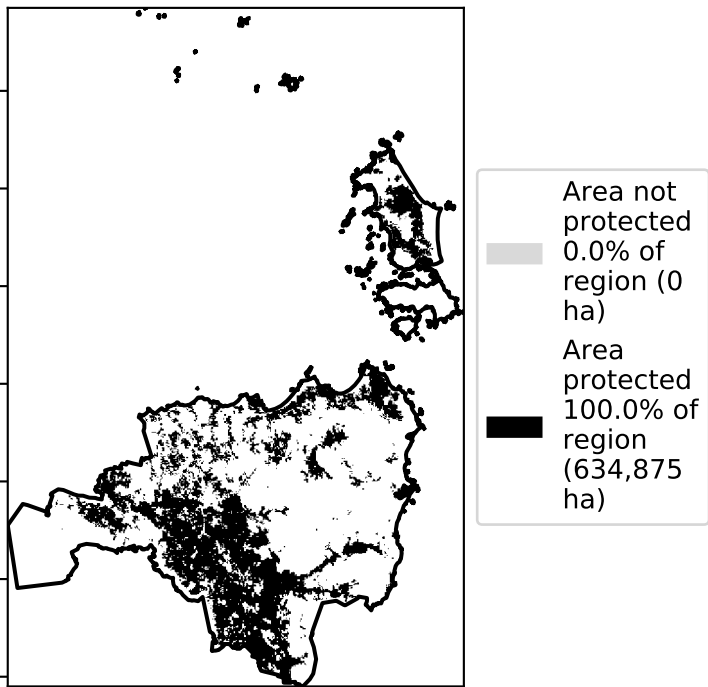 Area not
protected
0.0% of
region (0
ha)
Area
protected
100.0% of
region
(634,875
ha)